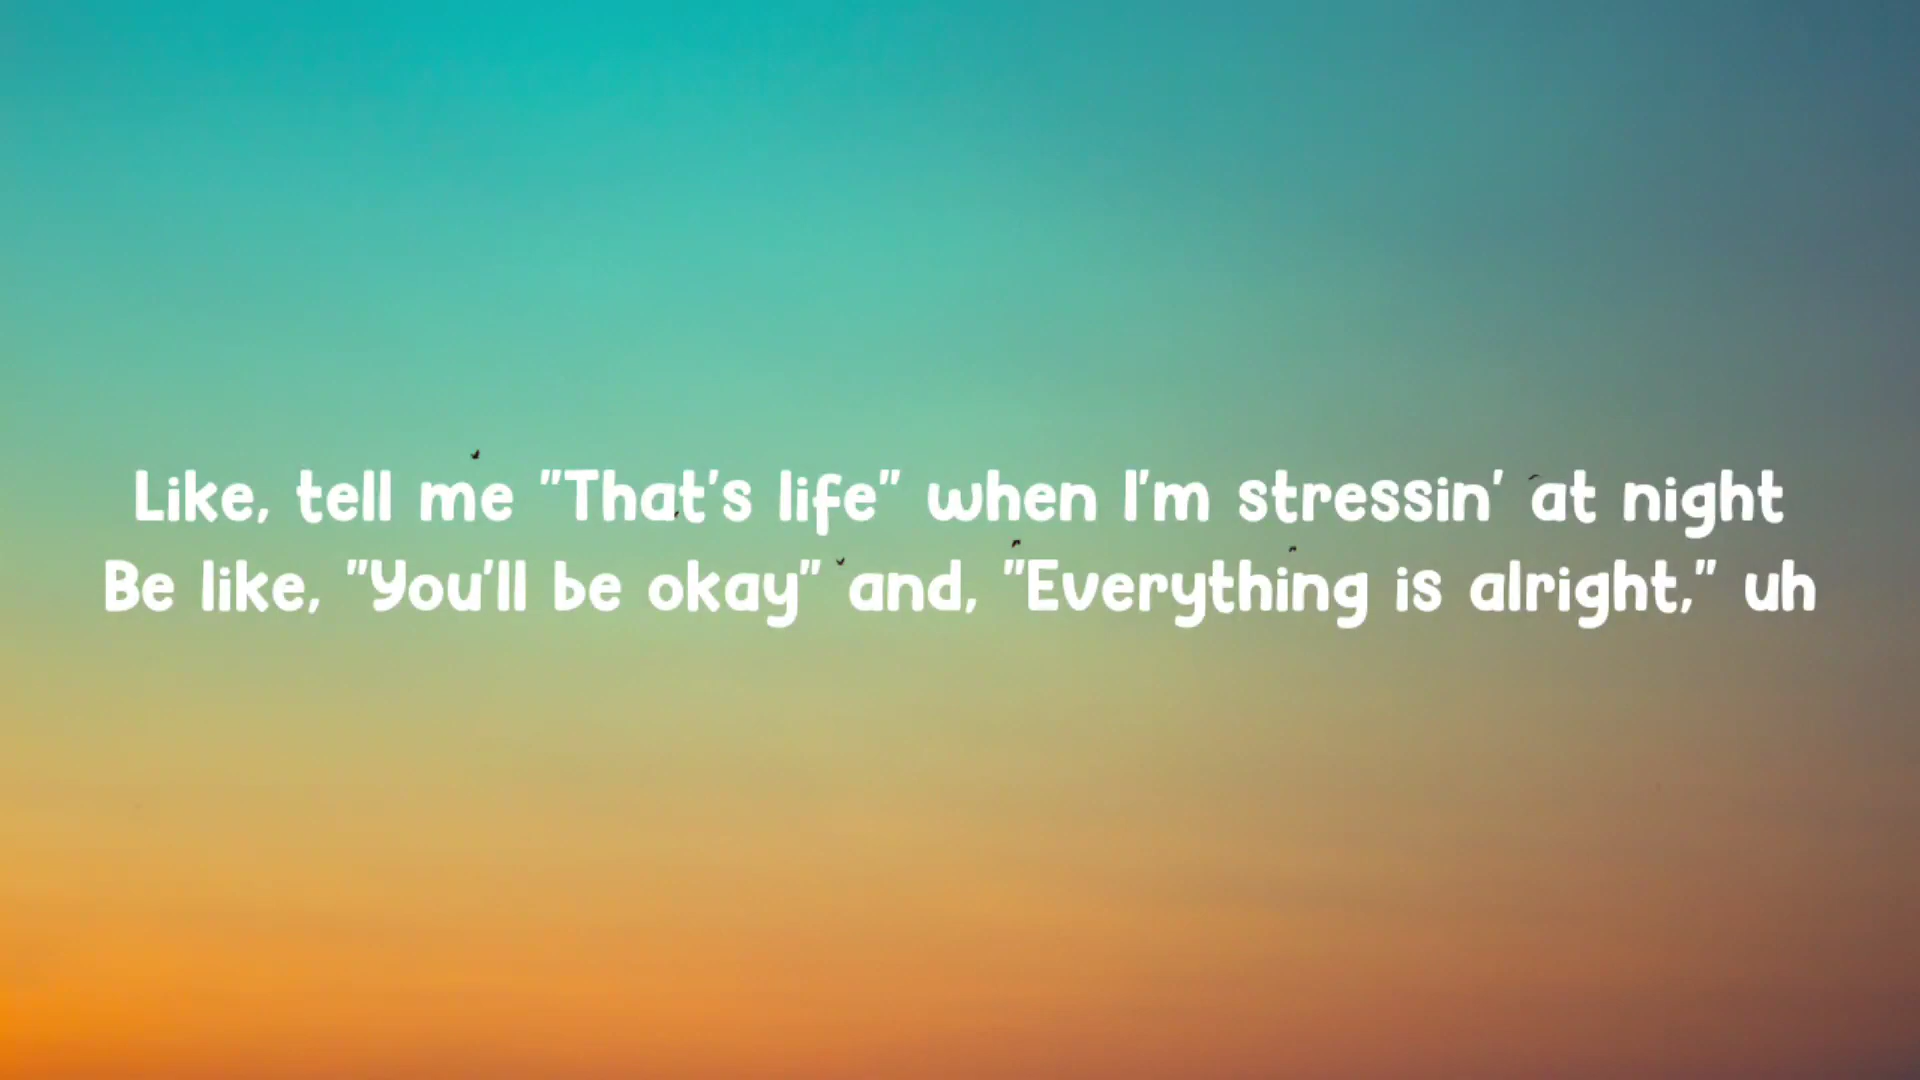 Like, tell me "That's life" when I'm stressin' at night
Be like, "You'll be okay" and, "Everything is alright," uh